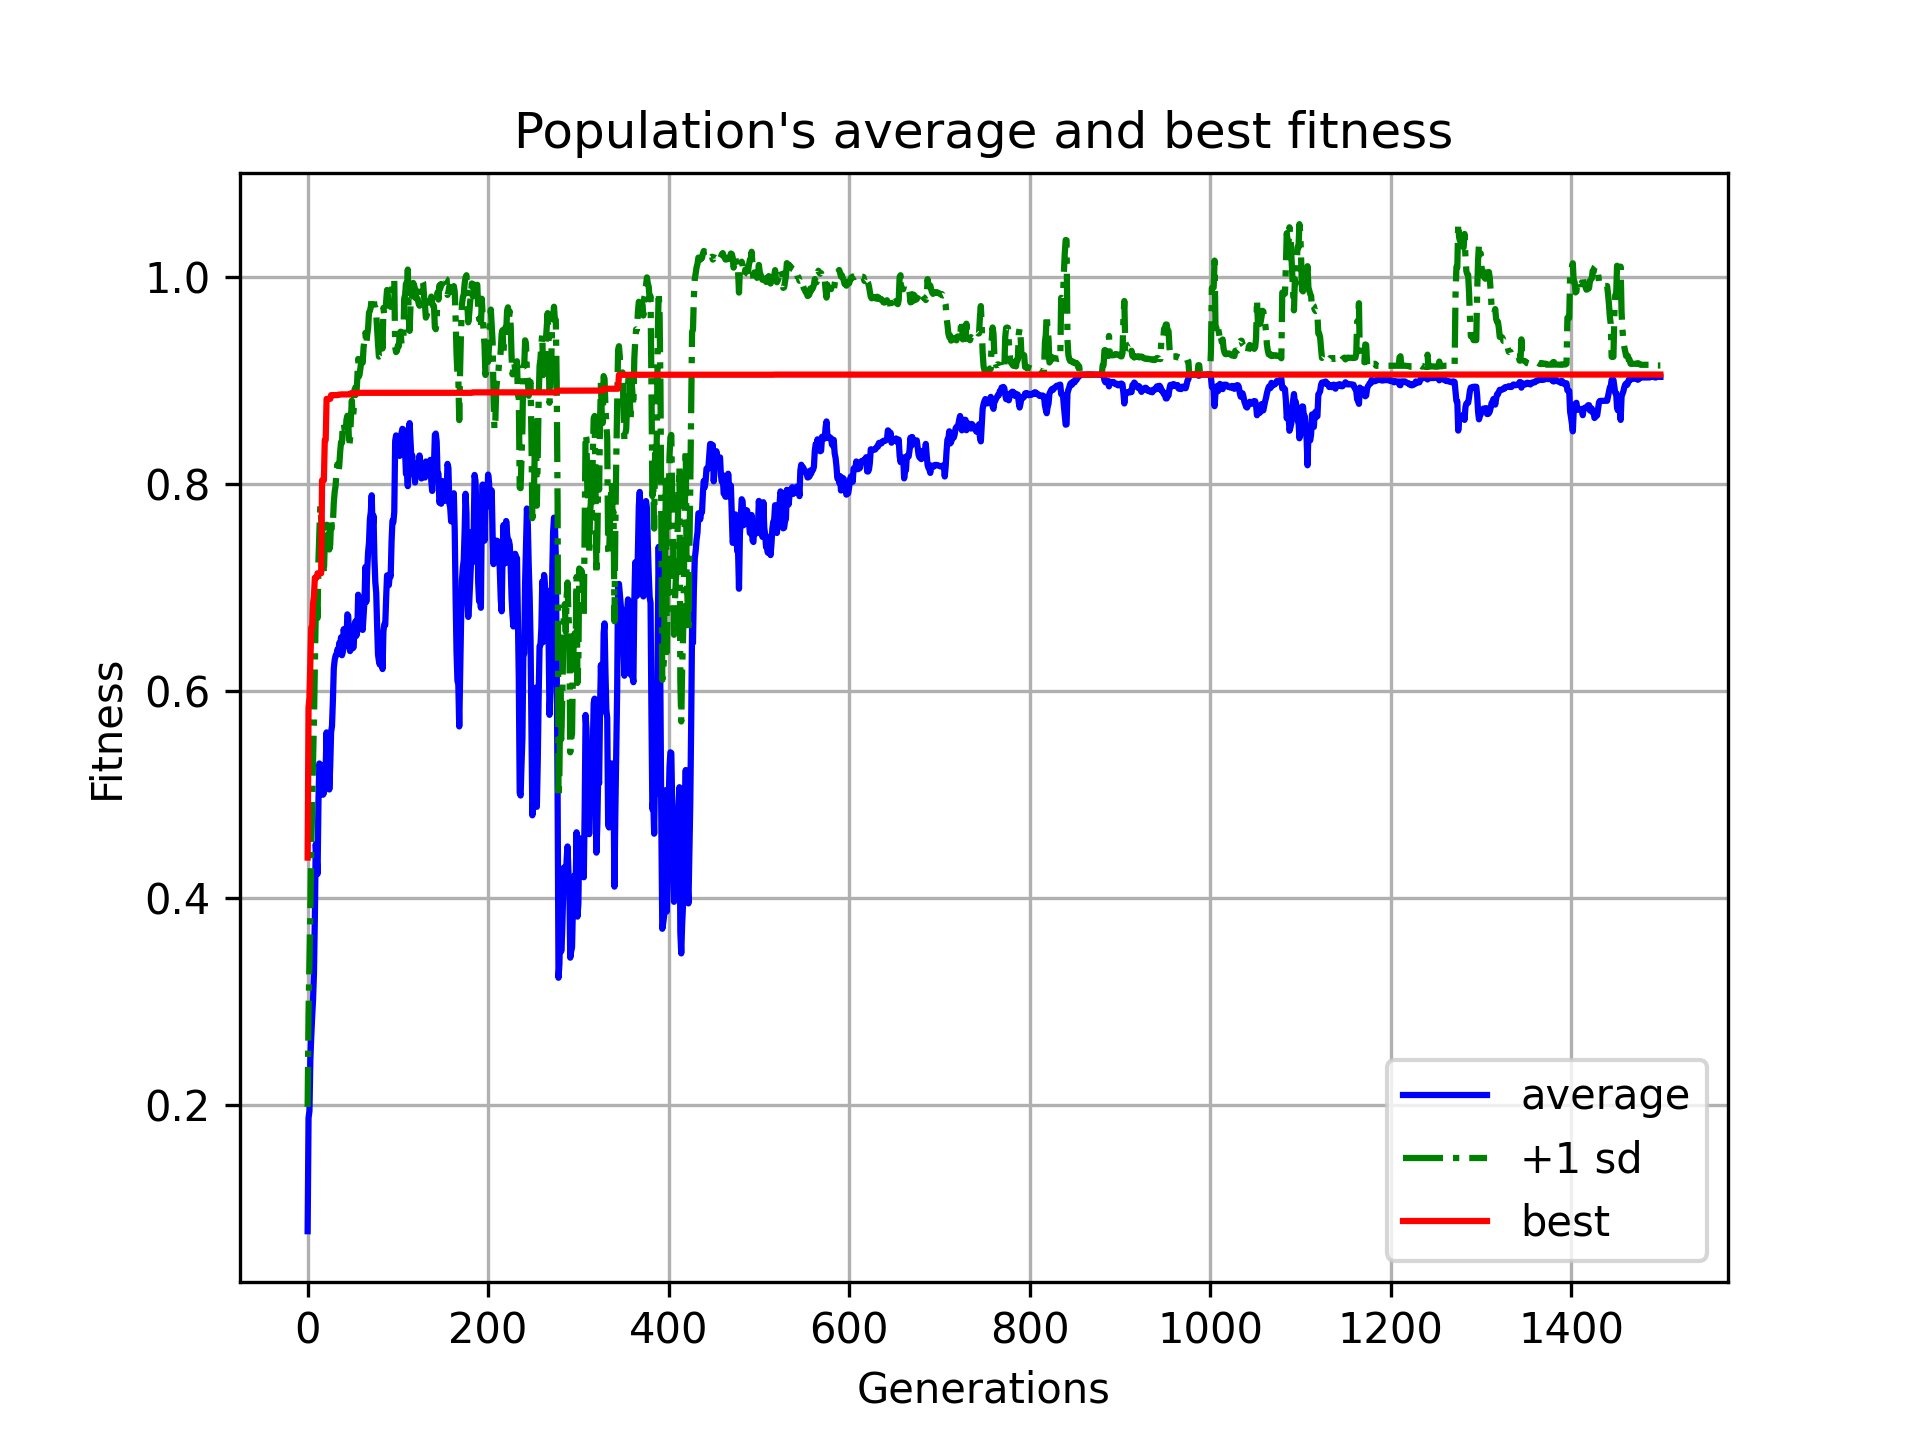 Population's average and best fitness
Fitness
1.0
0.8
0.6
0.4
0.2
0 200 400 600 800 1000 1200 1400
Generations
average
+1 sd
best